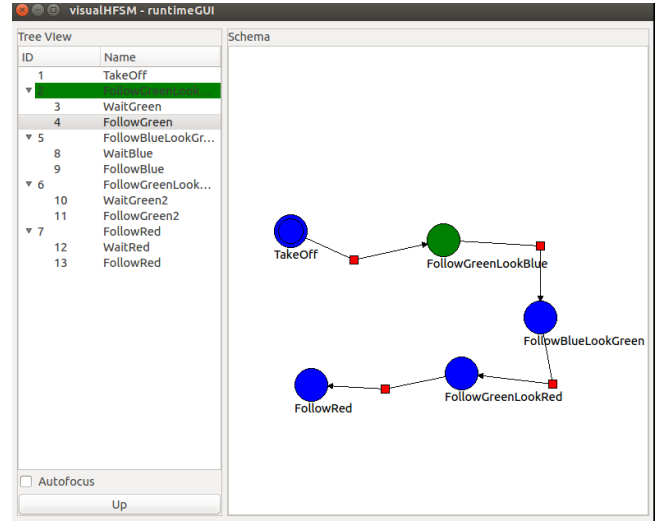 visualHFSM - runtimeGUI
Tree VIew
Schema
ID Name
1 TakeOff
2 FollowGreenLook...
3 WaitGreen
4 FollowGreen
5 FollowBlueLookGr...
8 WaitBlue
9 FollowBlue
6 FollowGreenLook...
10 WaitGreen2
11 FollowGreen2
7 FollowRed
12 WaitRed
13 FollowRed
TakeOff
FollowGreenLookBlue
FollowBlueLookGreen
FollowGreenLookRed
FollowRed
Autofocus
Up